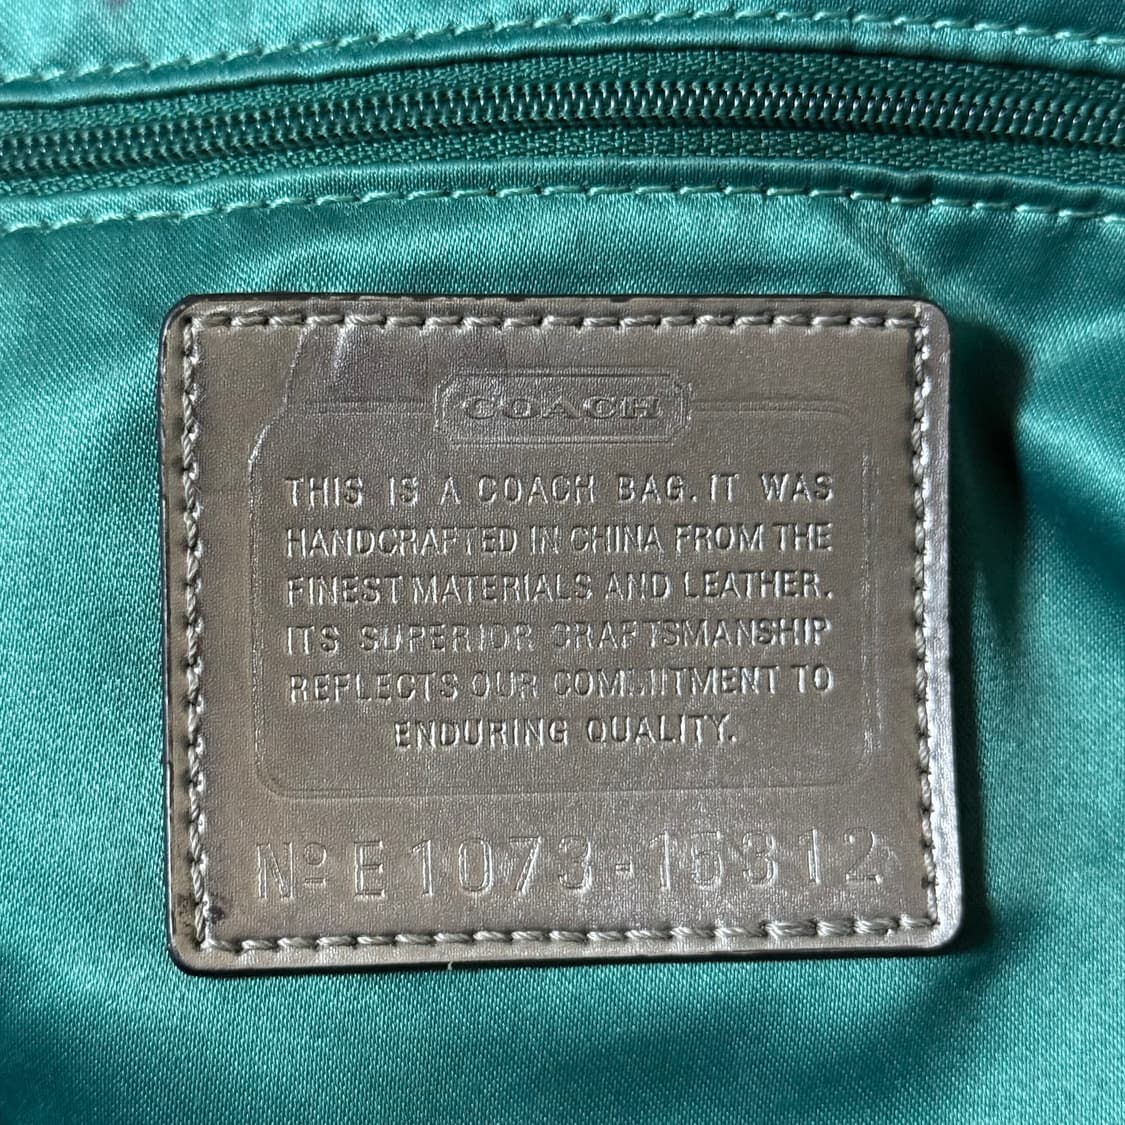 COACH
THIS IS A COACH BAG. IT WAS
HANDCRAFTED IN CHINA FROM THE
FINEST MATERIALS AND LEATHER.
ITS SUPERIOR CRAFTSMANSHIP
REFLECTS OUR COMMITMENT TO
ENDURING QUALITY.
Nº E1073-15312